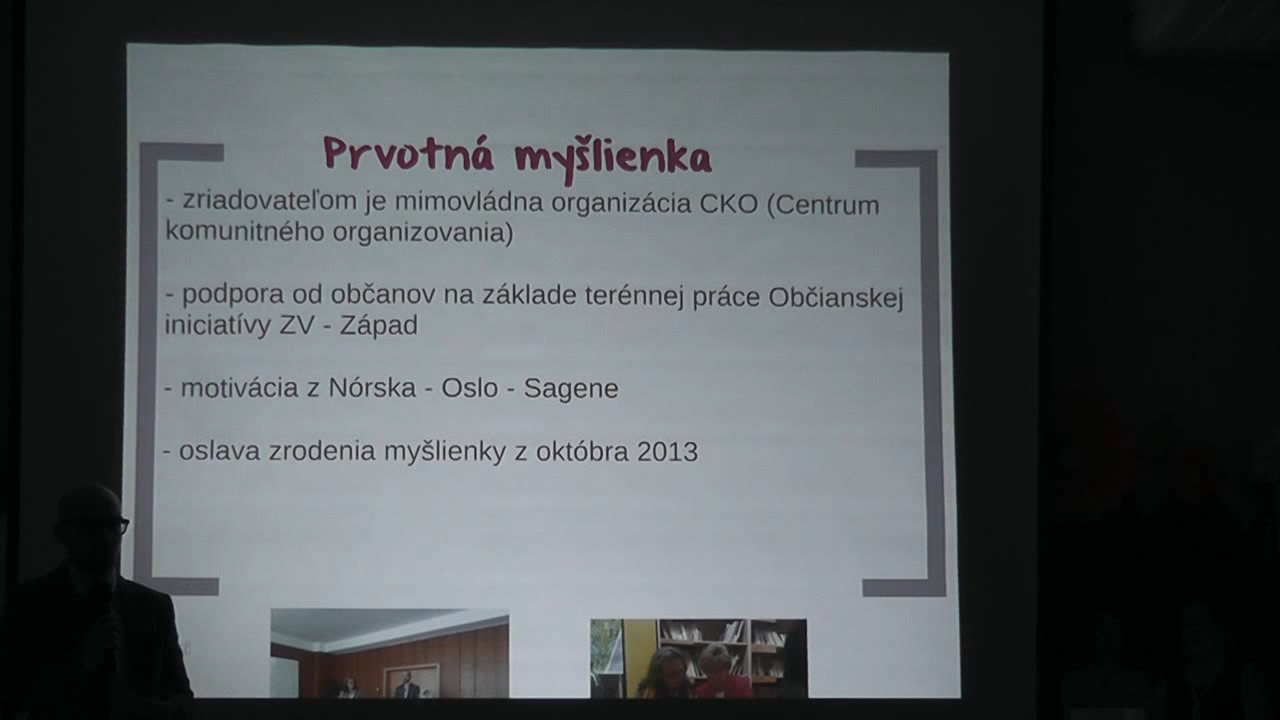 Prvotná myšlienka
- zriadovateľom je mimovládna organizácia CKO (Centrum
komunitného organizovania)
- podpora od občanov na základe terénnej práce Občianskej
iniciatívy ZV - Západ
- motivácia z Nórska - Oslo - Sagene
- oslava zrodenia myšlienky z októbra 2013